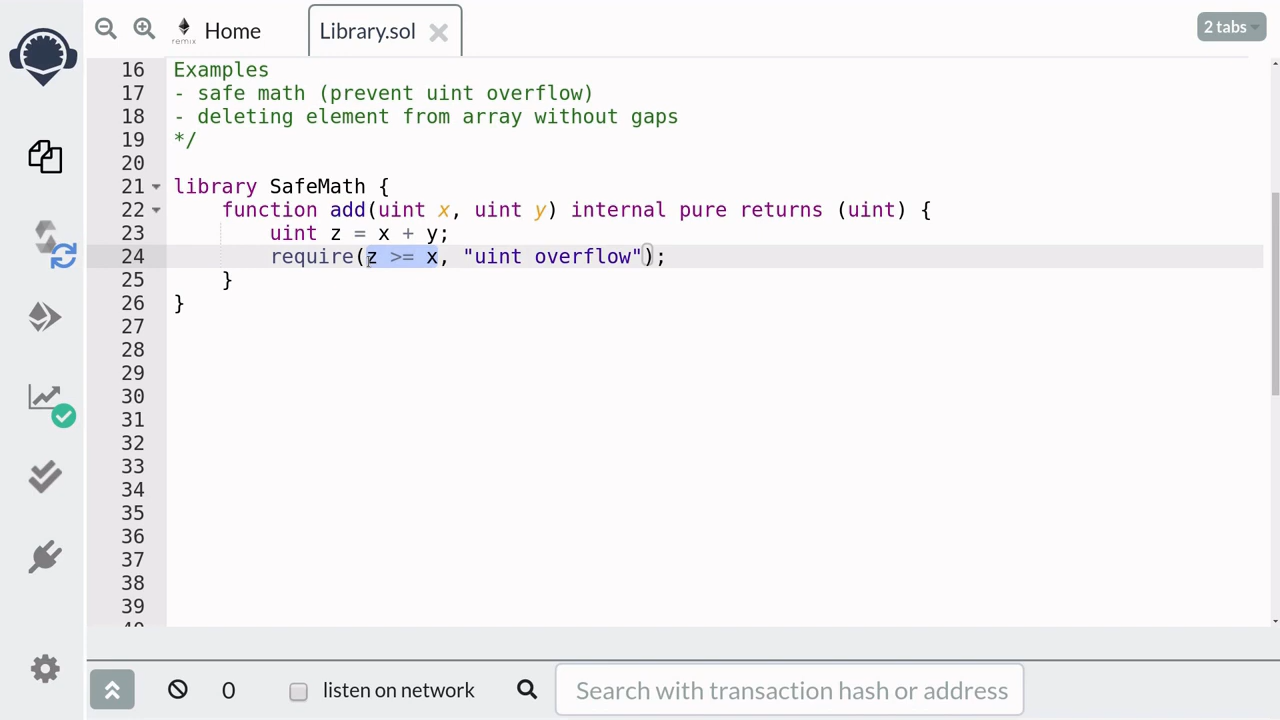 remix Home Library.sol 2 tabs
16 Examples
17 - safe math (prevent uint overflow)
18 - deleting element from array without gaps
19 */
20
21 library SafeMath {
22     function add(uint x, uint y) internal pure returns (uint) {
23         uint z = x + y;
24         require(z >= x, "uint overflow");
25     }
26 }
27
28
29
30
31
32
33
34
35
36
37
38
39
0 listen on network Search with transaction hash or address